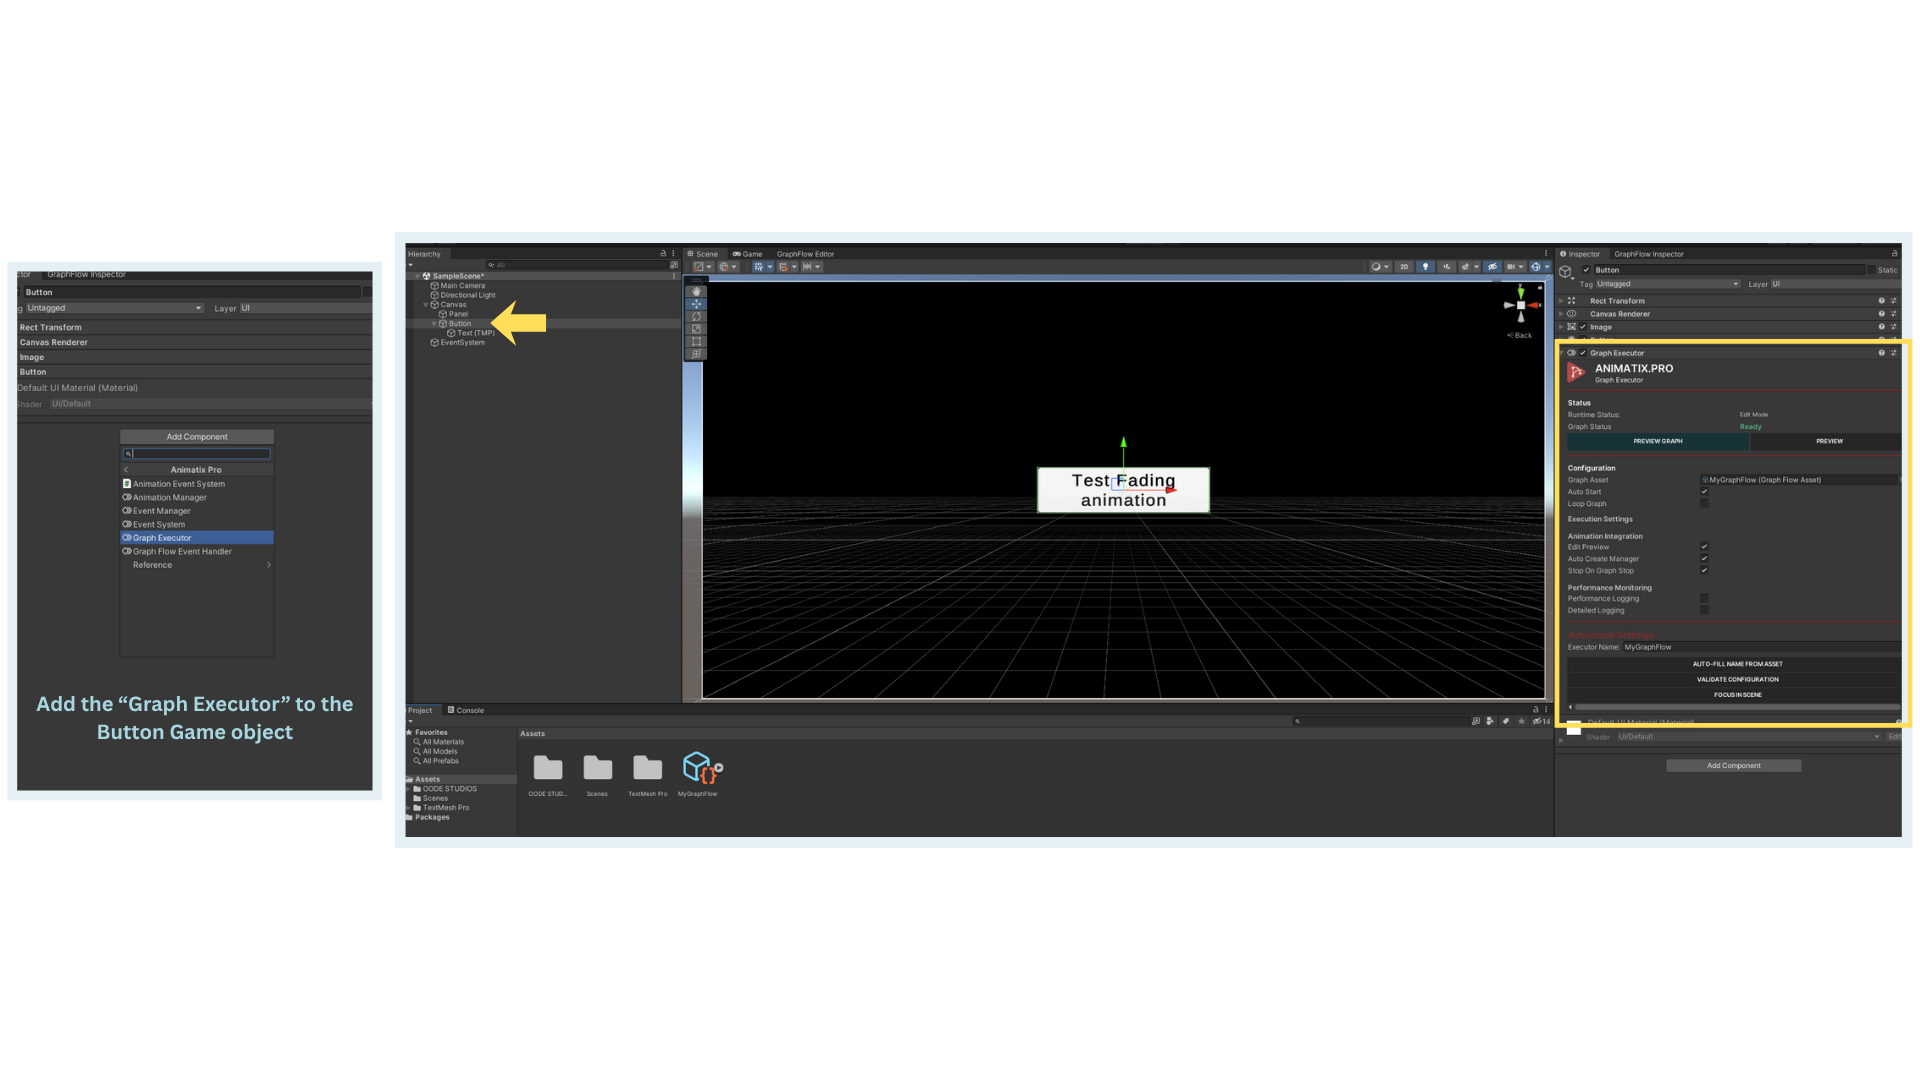 ctor
GraphFlow Inspector
Button
g Untagged
Layer UI
Rect Transform
Canvas Renderer
Image
Button
Default UI Material (Material)
Shader UI/Default
Add Component
Animatix Pro
Animation Event System
Animation Manager
Event Manager
Event System
Graph Executor
Graph Flow Event Handler
Reference
Add the “Graph Executor” to the
Button Game object
Hierarchy
All
SampleScene*
Main Camera
Directional Light
Canvas
Panel
Button
Text (TMP)
EventSystem
Scene
Game
GraphFlow Editor
2D
y
x
Back
Test Fading
animation
Project
Console
14
Favorites
All Materials
All Models
All Prefabs
Assets
OODE STUDIOS
Scenes
TextMesh Pro
Packages
Assets
OODE STUD...
Scenes
TextMesh Pro
MyGraphFlow
Inspector
GraphFlow Inspector
Button
Static
Tag Untagged
Layer UI
Rect Transform
Canvas Renderer
Image
Graph Executor
ANIMATIX.PRO
Graph Executor
Status
Runtime Status: Edit Mode
Graph Status Ready
PREVIEW GRAPH
PREVIEW
Configuration
Graph Asset MyGraphFlow (Graph Flow Asset)
Auto Start
Loop Graph
Execution Settings
Animation Integration
Edit Preview
Auto Create Manager
Stop On Graph Stop
Performance Monitoring
Performance Logging
Detailed Logging
Advanced Settings
Executor Name: MyGraphFlow
AUTO-FILL NAME FROM ASSET
VALIDATE CONFIGURATION
FOCUS IN SCENE
Default UI Material (Material)
Shader UI/Default
Edit
Add Component